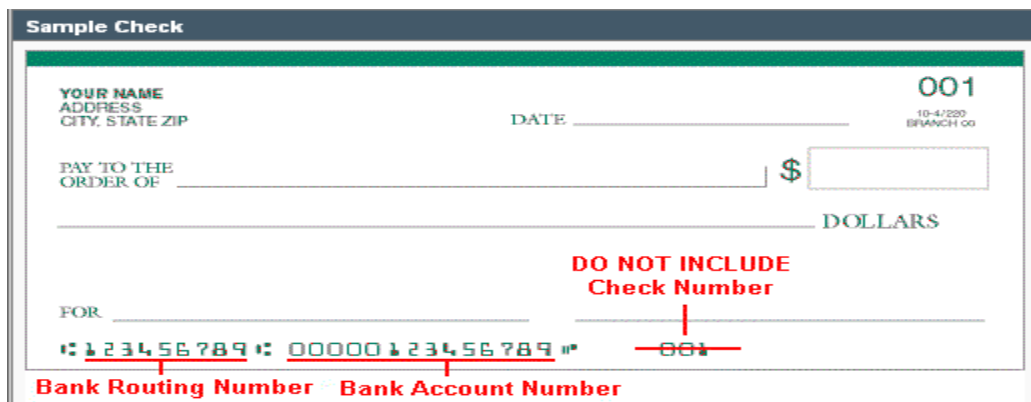 Sample Check
YOUR NAME
ADDRESS
CITY, STATE ZIP
DATE
001
10-4/220
BRANCH 00
PAY TO THE
ORDER OF
$
DOLLARS
DO NOT INCLUDE
Check Number
FOR
⑆123456789⑆ 00000123456789⑈ 001
Bank Routing Number Bank Account Number